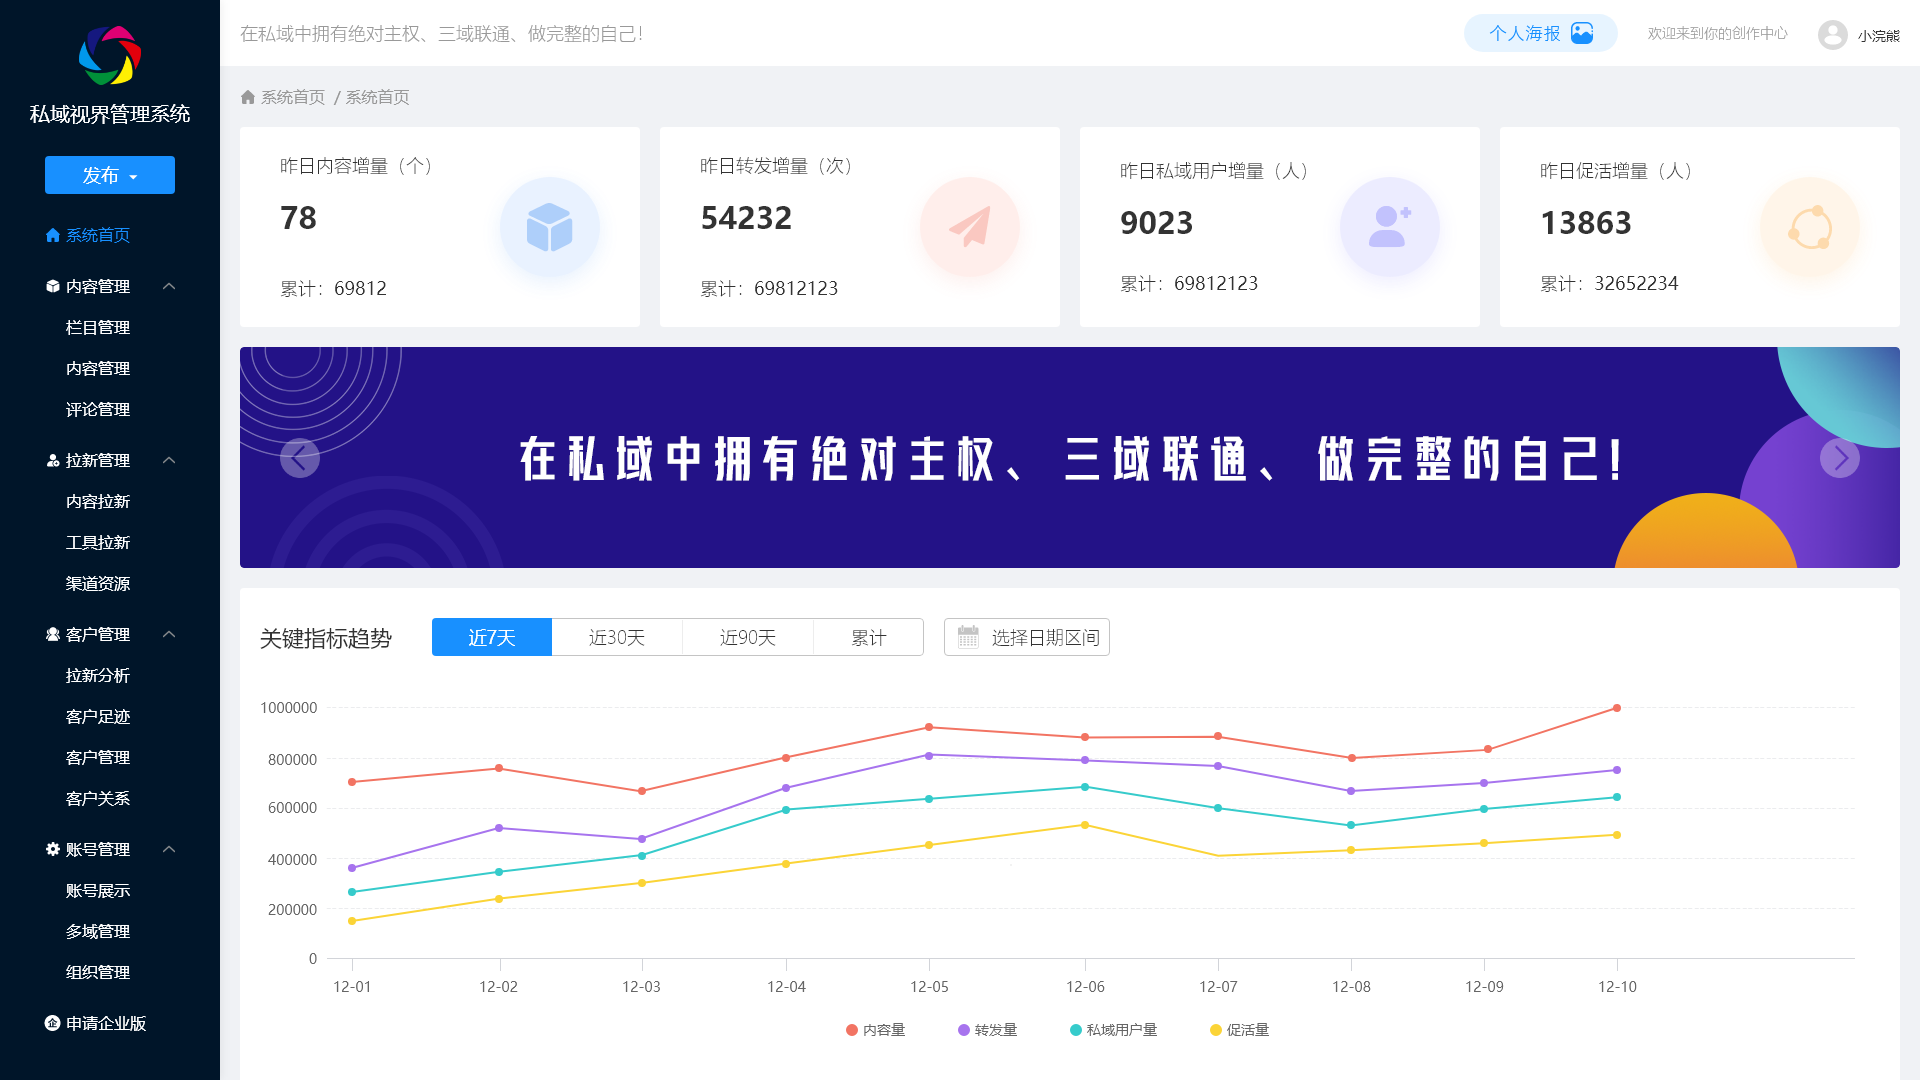 私域视界管理系统
发布
系统首页
内容管理
栏目管理
内容管理
评论管理
拉新管理
内容拉新
工具拉新
渠道资源
客户管理
拉新分析
客户足迹
客户管理
客户关系
账号管理
账号展示
多域管理
组织管理
申请企业版
在私域中拥有绝对主权、三域联通、做完整的自己!
个人海报
欢迎来到你的创作中心
小浣熊
系统首页 / 系统首页
昨日内容增量（个）
78
累计：69812
昨日转发增量（次）
54232
累计：69812123
昨日私域用户增量（人）
9023
累计：69812123
昨日促活增量（人）
13863
累计：32652234
在私域中拥有绝对主权、三域联通、做完整的自己!
关键指标趋势
近7天 近30天 近90天 累计
选择日期区间
1000000
800000
600000
400000
200000
0
12-01 12-02 12-03 12-04 12-05 12-06 12-07 12-08 12-09 12-10
内容量 转发量 私域用户量 促活量